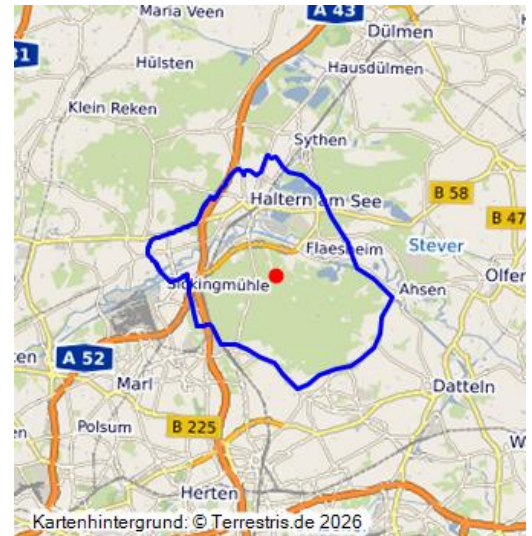 Maria Veen
A 43
Dülmen
31
Hülsten
Hausdülmen
Klein Reken
Sythen
B 58
Haltern am See
B 47
Flaesheim
Stever
Sickingmühle
Ahsen
Olfen
A 52
Marl
Datteln
Polsum
B 225
W
Herten
Kartenhintergrund: © Terrestris.de 2026